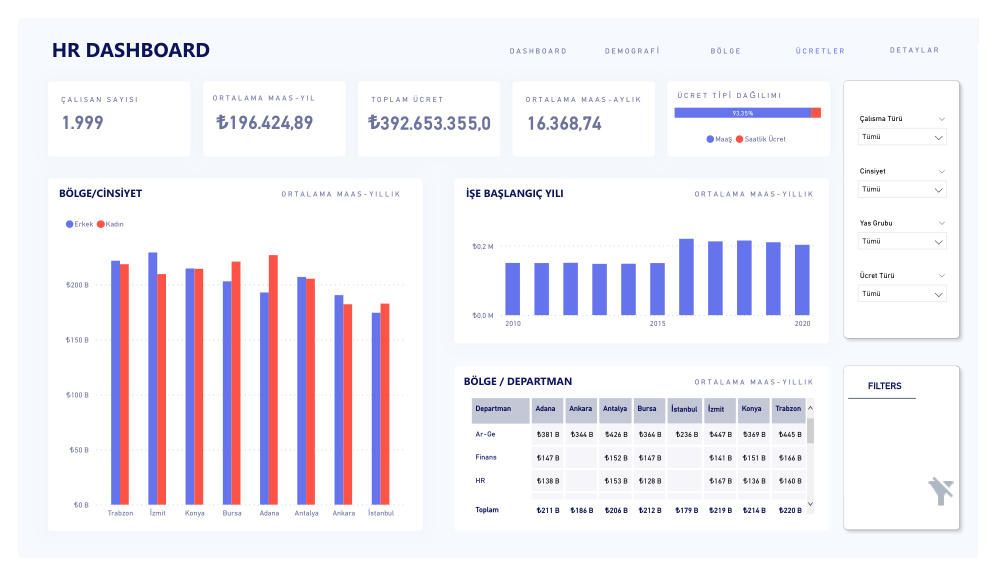 HR DASHBOARD
DASHBOARD DEMOGRAFİ BÖLGE ÜCRETLER DETAYLAR
ÇALISAN SAYISI
1.999
ORTALAMA MAAS-YIL
₺196.424,89
TOPLAM ÜCRET
₺392.653.355,0
ORTALAMA MAAS-AYLIK
16.368,74
ÜCRET TİPİ DAĞILIMI
93,35%
Maaş Saatlik Ücret
Çalışma Türü
Tümü
Cinsiyet
Tümü
Yas Grubu
Tümü
Ücret Türü
Tümü
BÖLGE/CİNSİYET
ORTALAMA MAAS-YILLIK
Erkek Kadın
₺200 B
₺150 B
₺100 B
₺50 B
₺0 B
Trabzon İzmit Konya Bursa Adana Antalya Ankara İstanbul
İŞE BAŞLANGIÇ YILI
ORTALAMA MAAS-YILLIK
₺0,2 M
₺0,0 M
2010 2015 2020
BÖLGE / DEPARTMAN
ORTALAMA MAAS-YILLIK
Departman Adana Ankara Antalya Bursa İstanbul İzmit Konya Trabzon
Ar-Ge ₺381 B ₺344 B ₺426 B ₺364 B ₺236 B ₺447 B ₺369 B ₺445 B
Finans ₺147 B ₺152 B ₺147 B ₺141 B ₺151 B ₺166 B
HR ₺138 B ₺153 B ₺128 B ₺167 B ₺136 B ₺160 B
Toplam ₺211 B ₺186 B ₺206 B ₺212 B ₺179 B ₺219 B ₺214 B ₺220 B
FILTERS